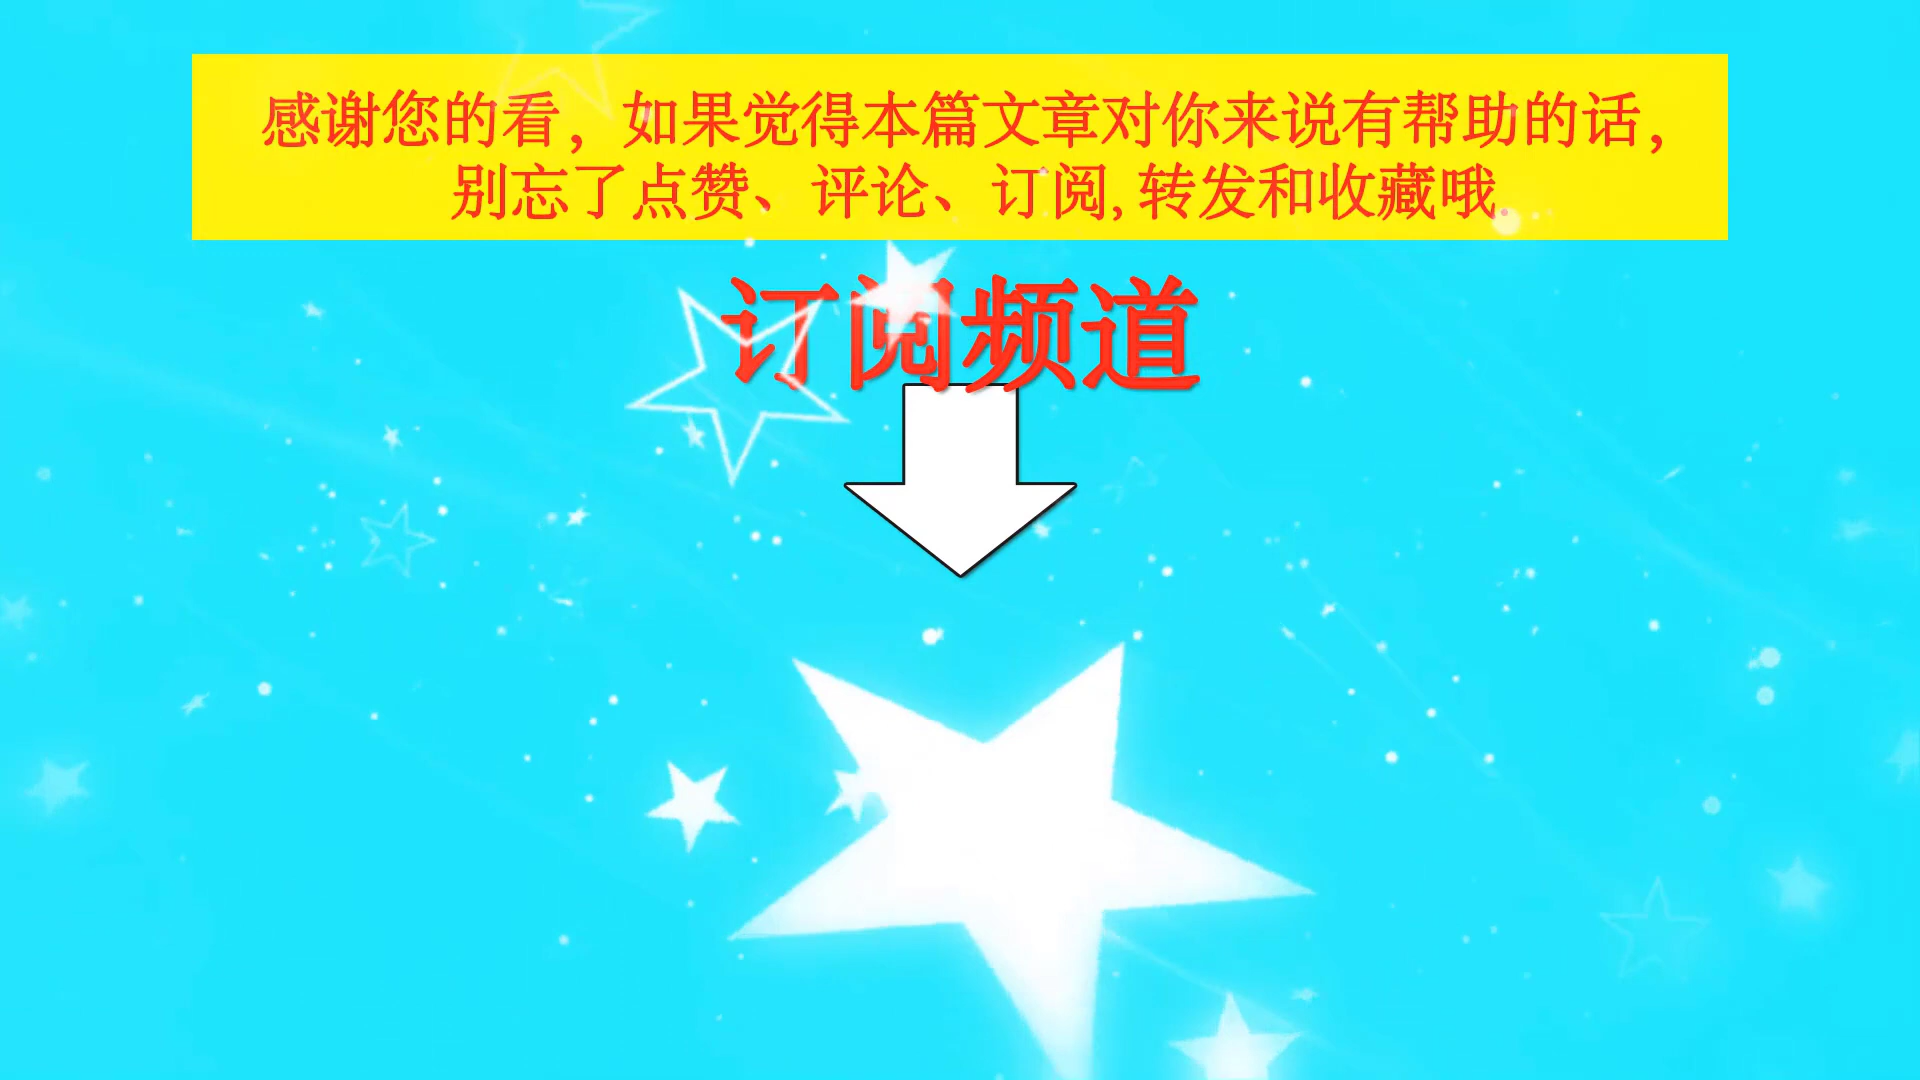 感谢您的看，如果觉得本篇文章对你来说有帮助的话，
别忘了点赞、评论、订阅,转发和收藏哦.
订阅频道